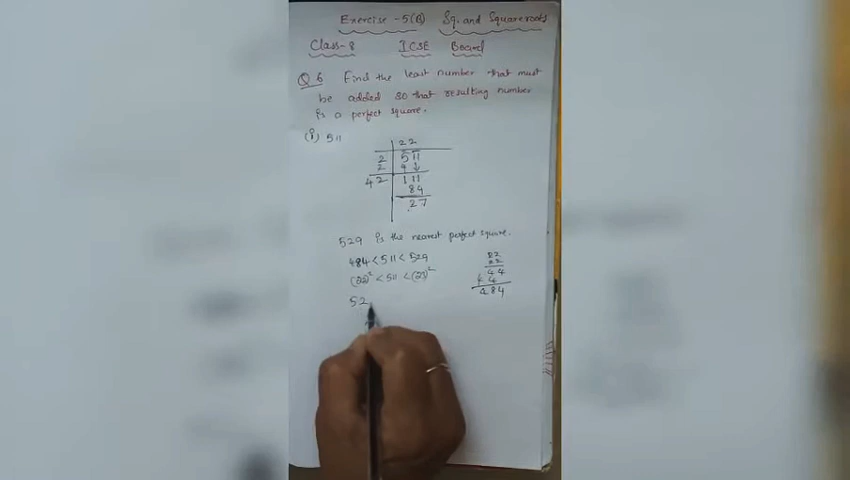 Exercise -5(B) Sq. and Square roots
Class-8 ICSE Board
Q 6 Find the least number that must
be added so that resulting number
is a perfect square.
(i) 511
22
2 511
2 4 ↓
42 111
84
27
529 is the nearest perfect square.
484 < 511 < 529
(22)² < 511 < (23)²
52
22
22
44
44
484